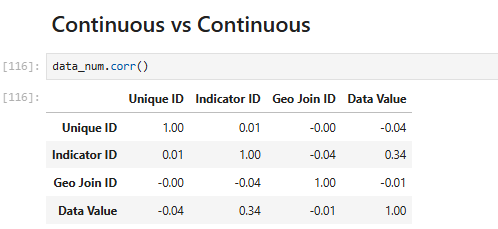 Continuous vs Continuous
[116]: data_num.corr()
[116]: Unique ID Indicator ID Geo Join ID Data Value
Unique ID 1.00 0.01 -0.00 -0.04
Indicator ID 0.01 1.00 -0.04 0.34
Geo Join ID -0.00 -0.04 1.00 -0.01
Data Value -0.04 0.34 -0.01 1.00